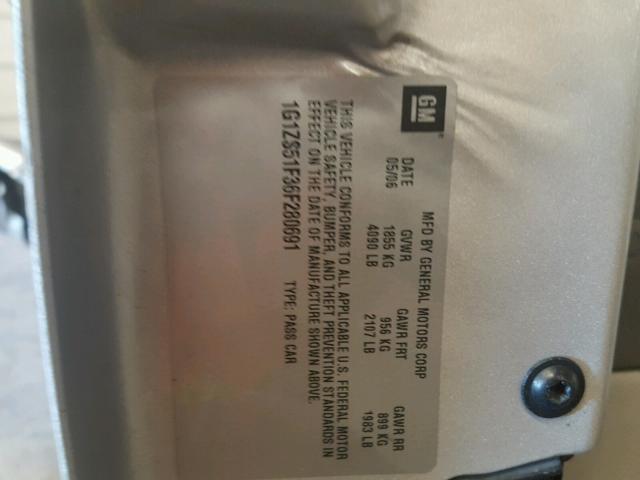 GM
MFD BY GENERAL MOTORS CORP
DATE GVWR GAWR FRT GAWR RR
05/06 1855 KG 956 KG 899 KG
4090 LB 2107 LB 1983 LB
THIS VEHICLE CONFORMS TO ALL APPLICABLE U.S. FEDERAL MOTOR
VEHICLE SAFETY, BUMPER, AND THEFT PREVENTION STANDARDS IN
EFFECT ON THE DATE OF MANUFACTURE SHOWN ABOVE.
1G1ZS51F36F280691 TYPE: PASS CAR